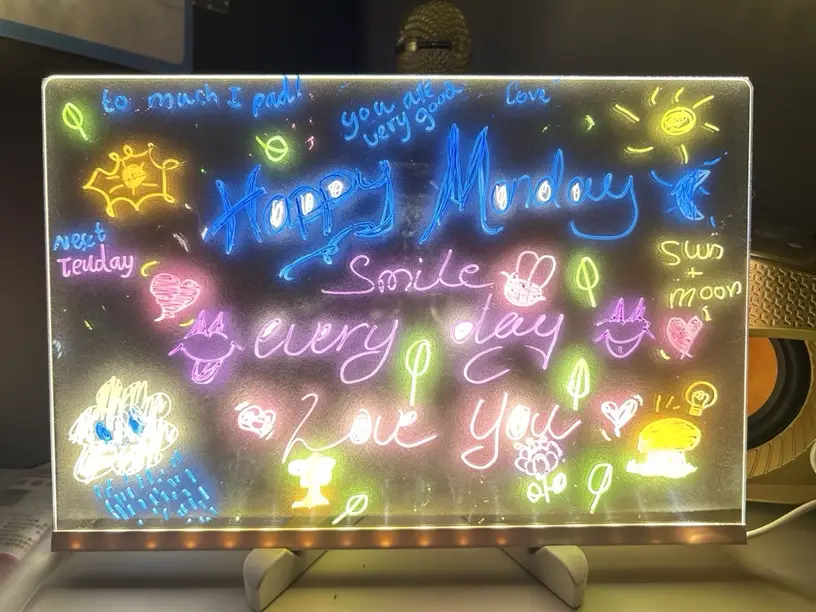 to much I pad!
you are
very good
Love
Happy Monday
next
Teuday
Smile
Sun
+
moon
every day
Love You